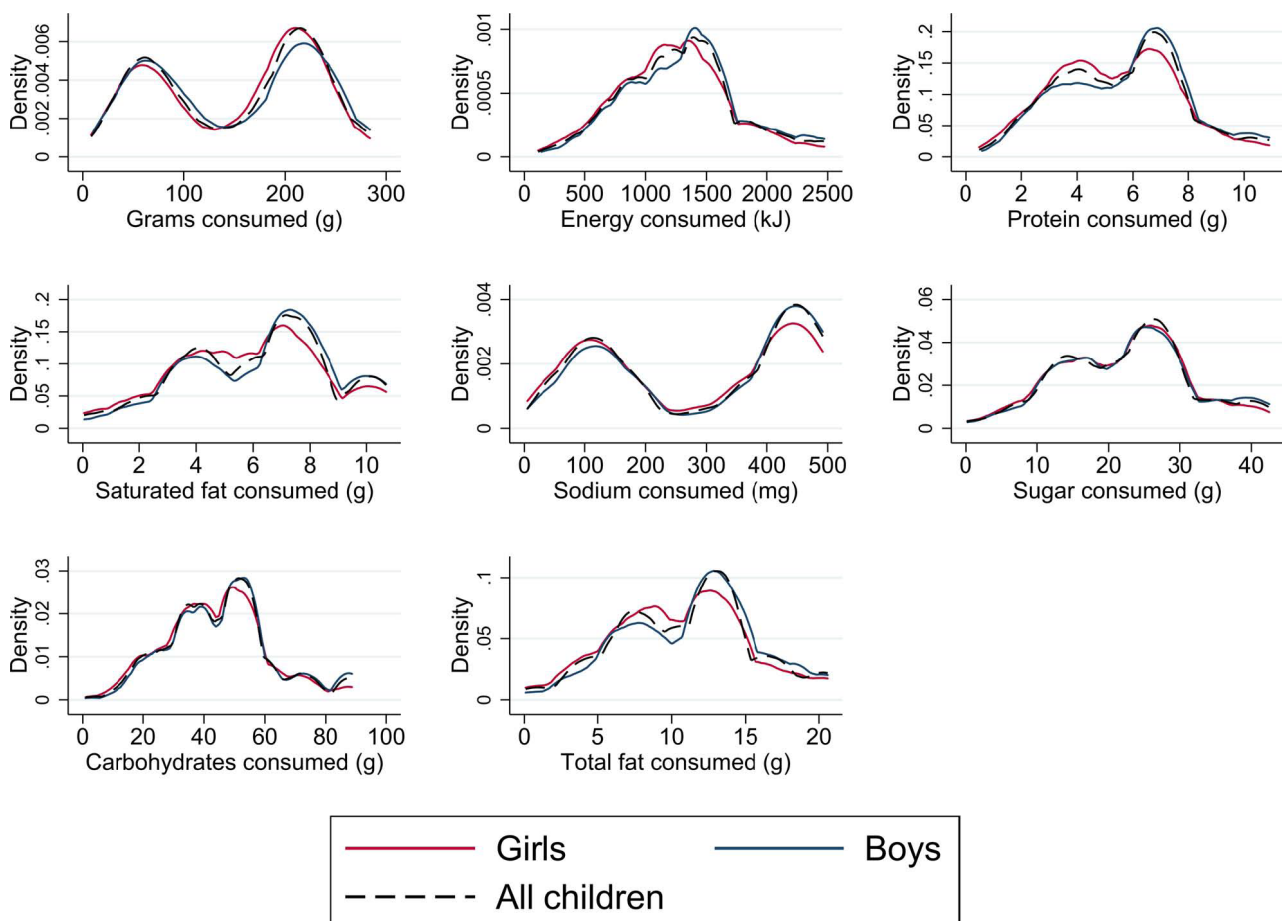 Density
0 .002 .004 .006
0 100 200 300
Grams consumed (g)
Density
0 .0005 .001
0 500 1000 1500 2000 2500
Energy consumed (kJ)
Density
0 .05 .1 .15 .2
0 2 4 6 8 10
Protein consumed (g)
Density
0 .05 .1 .15 .2
0 2 4 6 8 10
Saturated fat consumed (g)
Density
0 .002 .004
0 100 200 300 400 500
Sodium consumed (mg)
Density
0 .02 .04 .06
0 10 20 30 40
Sugar consumed (g)
Density
0 .01 .02 .03
0 20 40 60 80 100
Carbohydrates consumed (g)
Density
0 .05 .1
0 5 10 15 20
Total fat consumed (g)
Girls Boys
All children